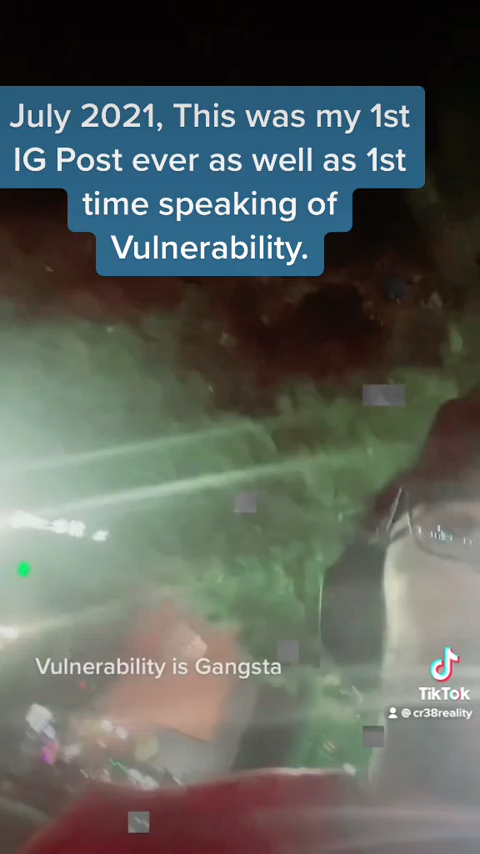 July 2021, This was my 1st
IG Post ever as well as 1st
time speaking of
Vulnerability.
Vulnerability is Gangsta
TikTok
@cr38reality